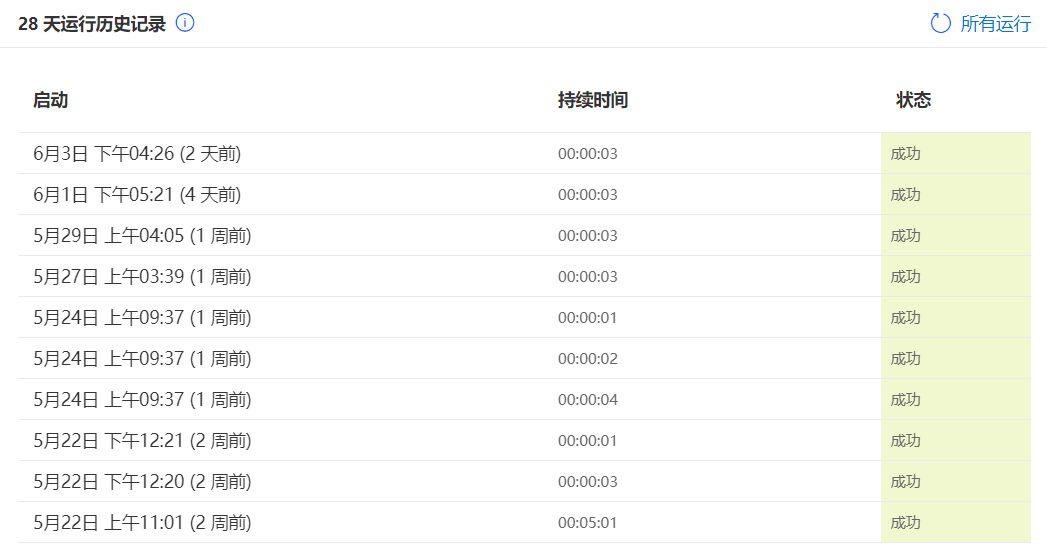 28 天运行历史记录 所有运行
启动 持续时间 状态
6月3日 下午04:26 (2 天前) 00:00:03 成功
6月1日 下午05:21 (4 天前) 00:00:03 成功
5月29日 上午04:05 (1 周前) 00:00:03 成功
5月27日 上午03:39 (1 周前) 00:00:03 成功
5月24日 上午09:37 (1 周前) 00:00:01 成功
5月24日 上午09:37 (1 周前) 00:00:02 成功
5月24日 上午09:37 (1 周前) 00:00:04 成功
5月22日 下午12:21 (2 周前) 00:00:01 成功
5月22日 下午12:20 (2 周前) 00:00:03 成功
5月22日 上午11:01 (2 周前) 00:05:01 成功